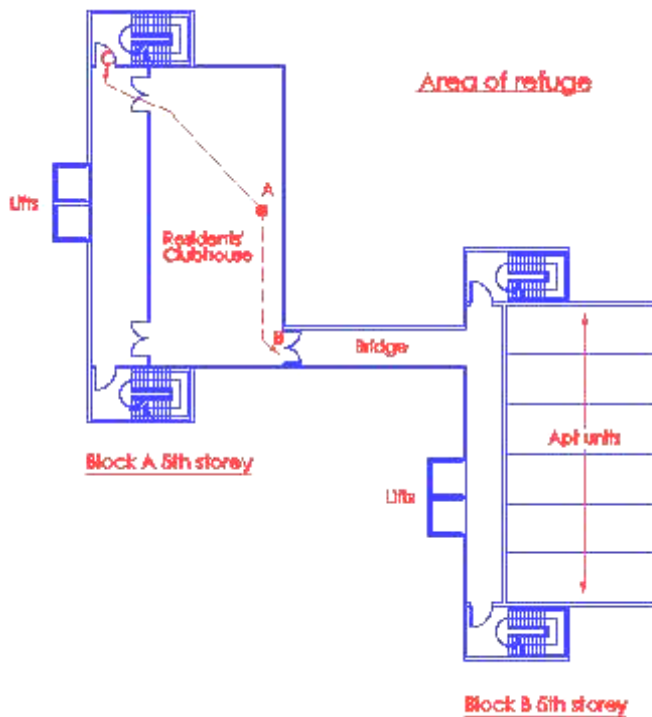 Area of refuge
A
Lifts
Residents'
Clubhouse
B
Bridge
Apt units
Block A 5th storey
Lifts
Block B 5th storey